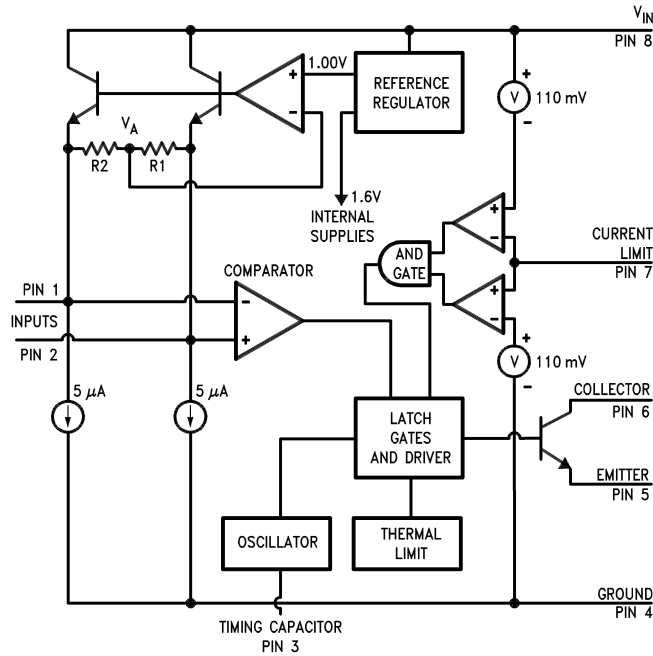 V_IN
PIN 8
1.00V
+
−
REFERENCE
REGULATOR
+
V
110 mV
−
V_A
R2
R1
1.6V
INTERNAL
SUPPLIES
+
−
AND
GATE
CURRENT
LIMIT
PIN 7
+
−
COMPARATOR
PIN 1
INPUTS
PIN 2
−
+
+
V
110 mV
−
5 μA
5 μA
COLLECTOR
PIN 6
LATCH
GATES
AND DRIVER
EMITTER
PIN 5
OSCILLATOR
THERMAL
LIMIT
GROUND
PIN 4
TIMING CAPACITOR
PIN 3